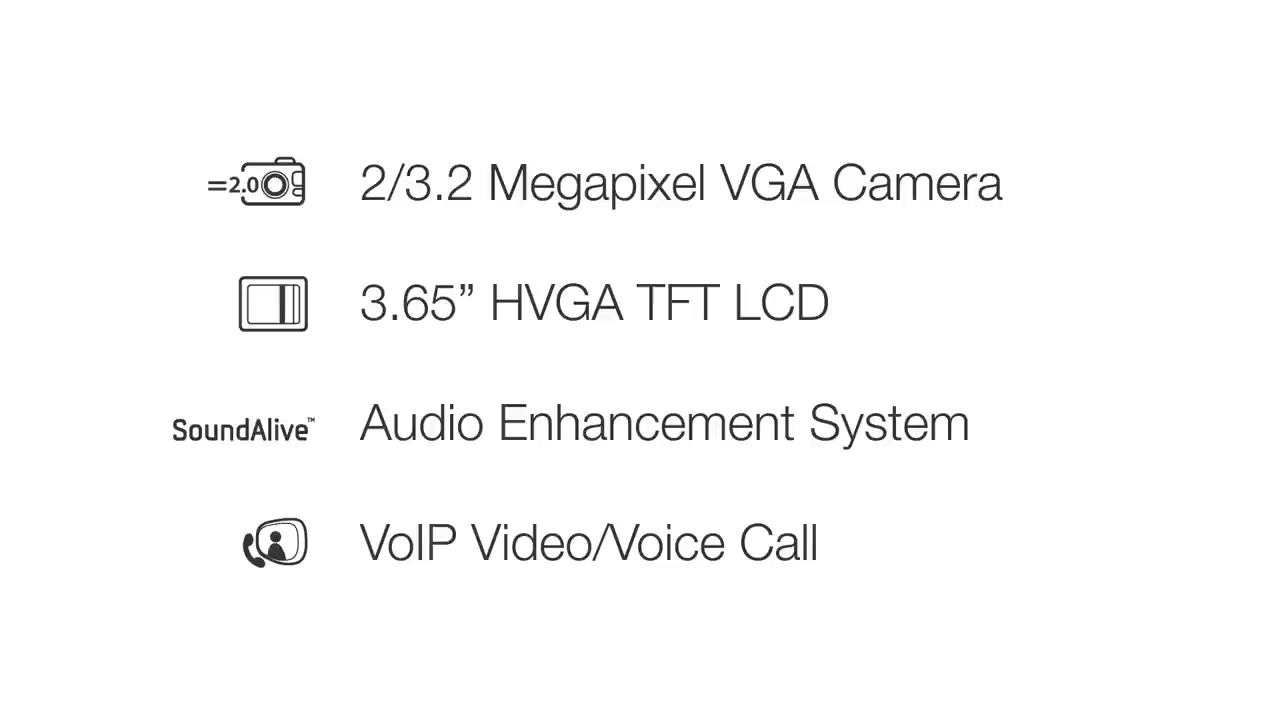 =2.0 2/3.2 Megapixel VGA Camera
3.65” HVGA TFT LCD
SoundAlive™ Audio Enhancement System
VoIP Video/Voice Call